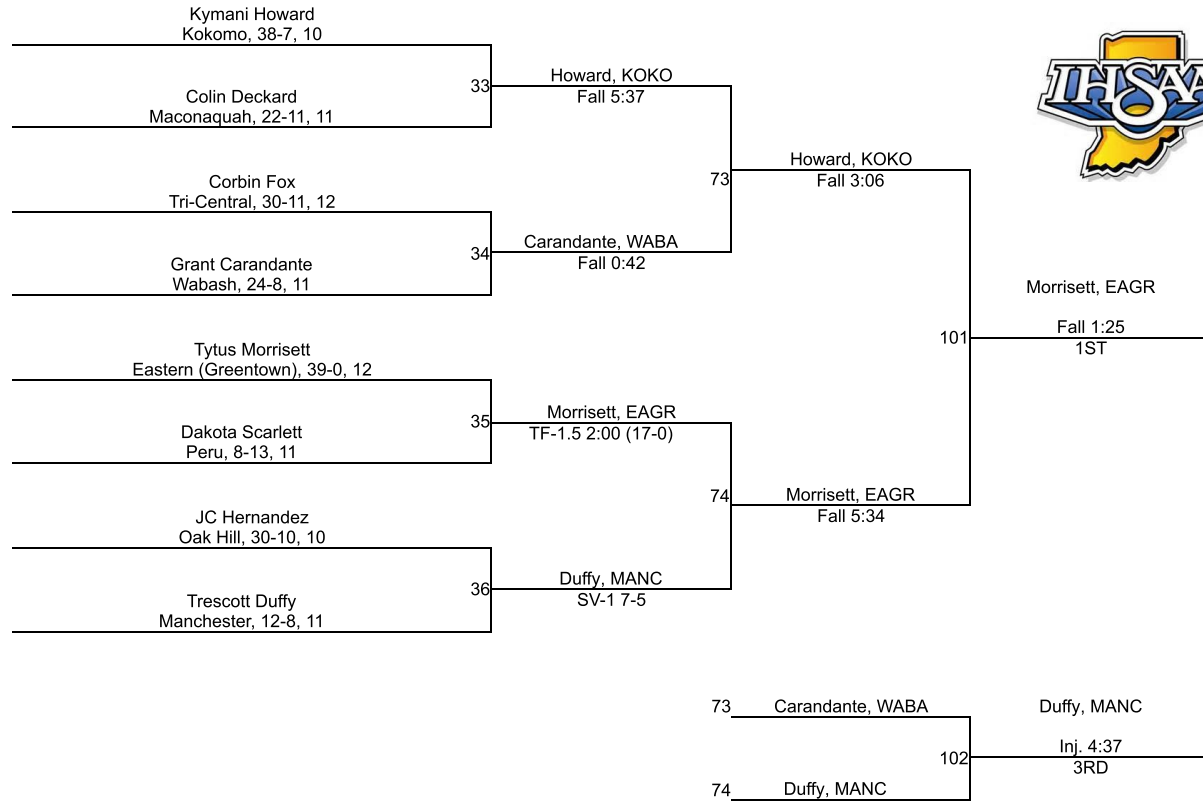 Kymani Howard
Kokomo, 38-7, 10
Colin Deckard
Maconaquah, 22-11, 11
Corbin Fox
Tri-Central, 30-11, 12
Grant Carandante
Wabash, 24-8, 11
Tytus Morrisett
Eastern (Greentown), 39-0, 12
Dakota Scarlett
Peru, 8-13, 11
JC Hernandez
Oak Hill, 30-10, 10
Trescott Duffy
Manchester, 12-8, 11
33
Howard, KOKO
Fall 5:37
34
Carandante, WABA
Fall 0:42
35
Morrisett, EAGR
TF-1.5 2:00 (17-0)
36
Duffy, MANC
SV-1 7-5
73
Howard, KOKO
Fall 3:06
74
Morrisett, EAGR
Fall 5:34
IHSAA
101
Morrisett, EAGR
Fall 1:25
1ST
73
Carandante, WABA
74
Duffy, MANC
102
Duffy, MANC
Inj. 4:37
3RD